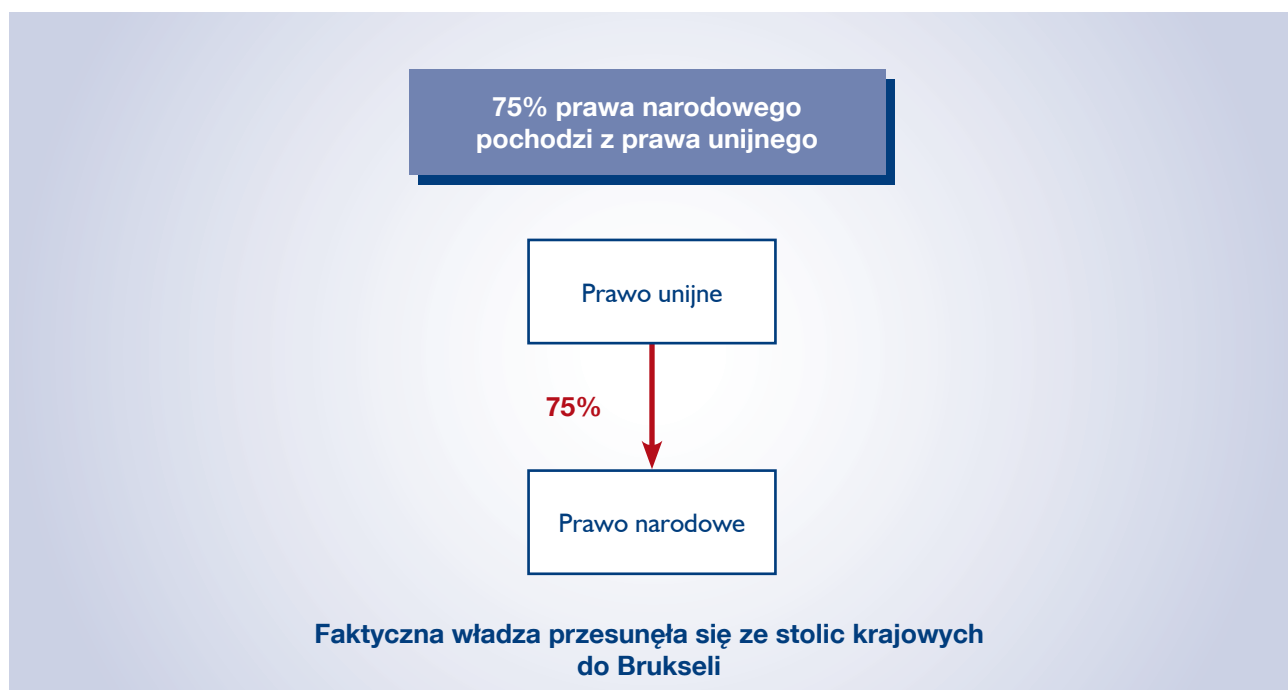 75% prawa narodowego
pochodzi z prawa unijnego
Prawo unijne
75%
Prawo narodowe
Faktyczna władza przesunęła się ze stolic krajowych
do Brukseli